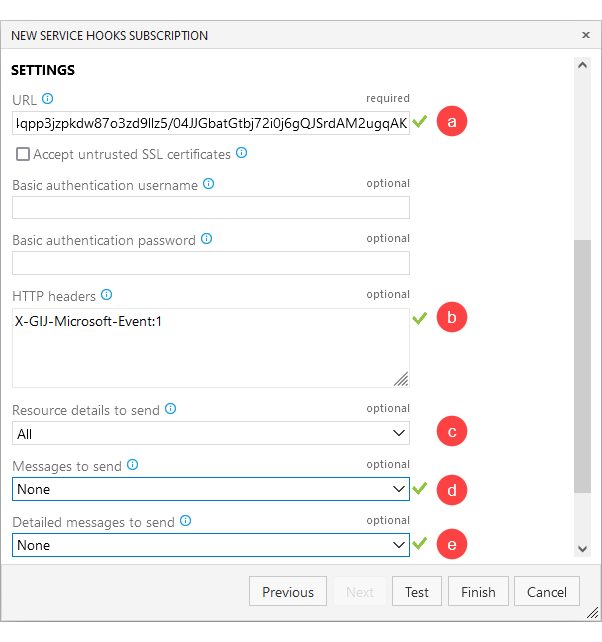 NEW SERVICE HOOKS SUBSCRIPTION ×
SETTINGS
URL required
ꞁqpp3jzpkdw87o3zd9llz5/04JJGbatGtbj72i0j6gQJSrdAM2ugqAK a
Accept untrusted SSL certificates
Basic authentication username optional
Basic authentication password optional
HTTP headers optional
X-GIJ-Microsoft-Event:1 b
Resource details to send optional
All c
Messages to send optional
None d
Detailed messages to send optional
None e
Previous Next Test Finish Cancel